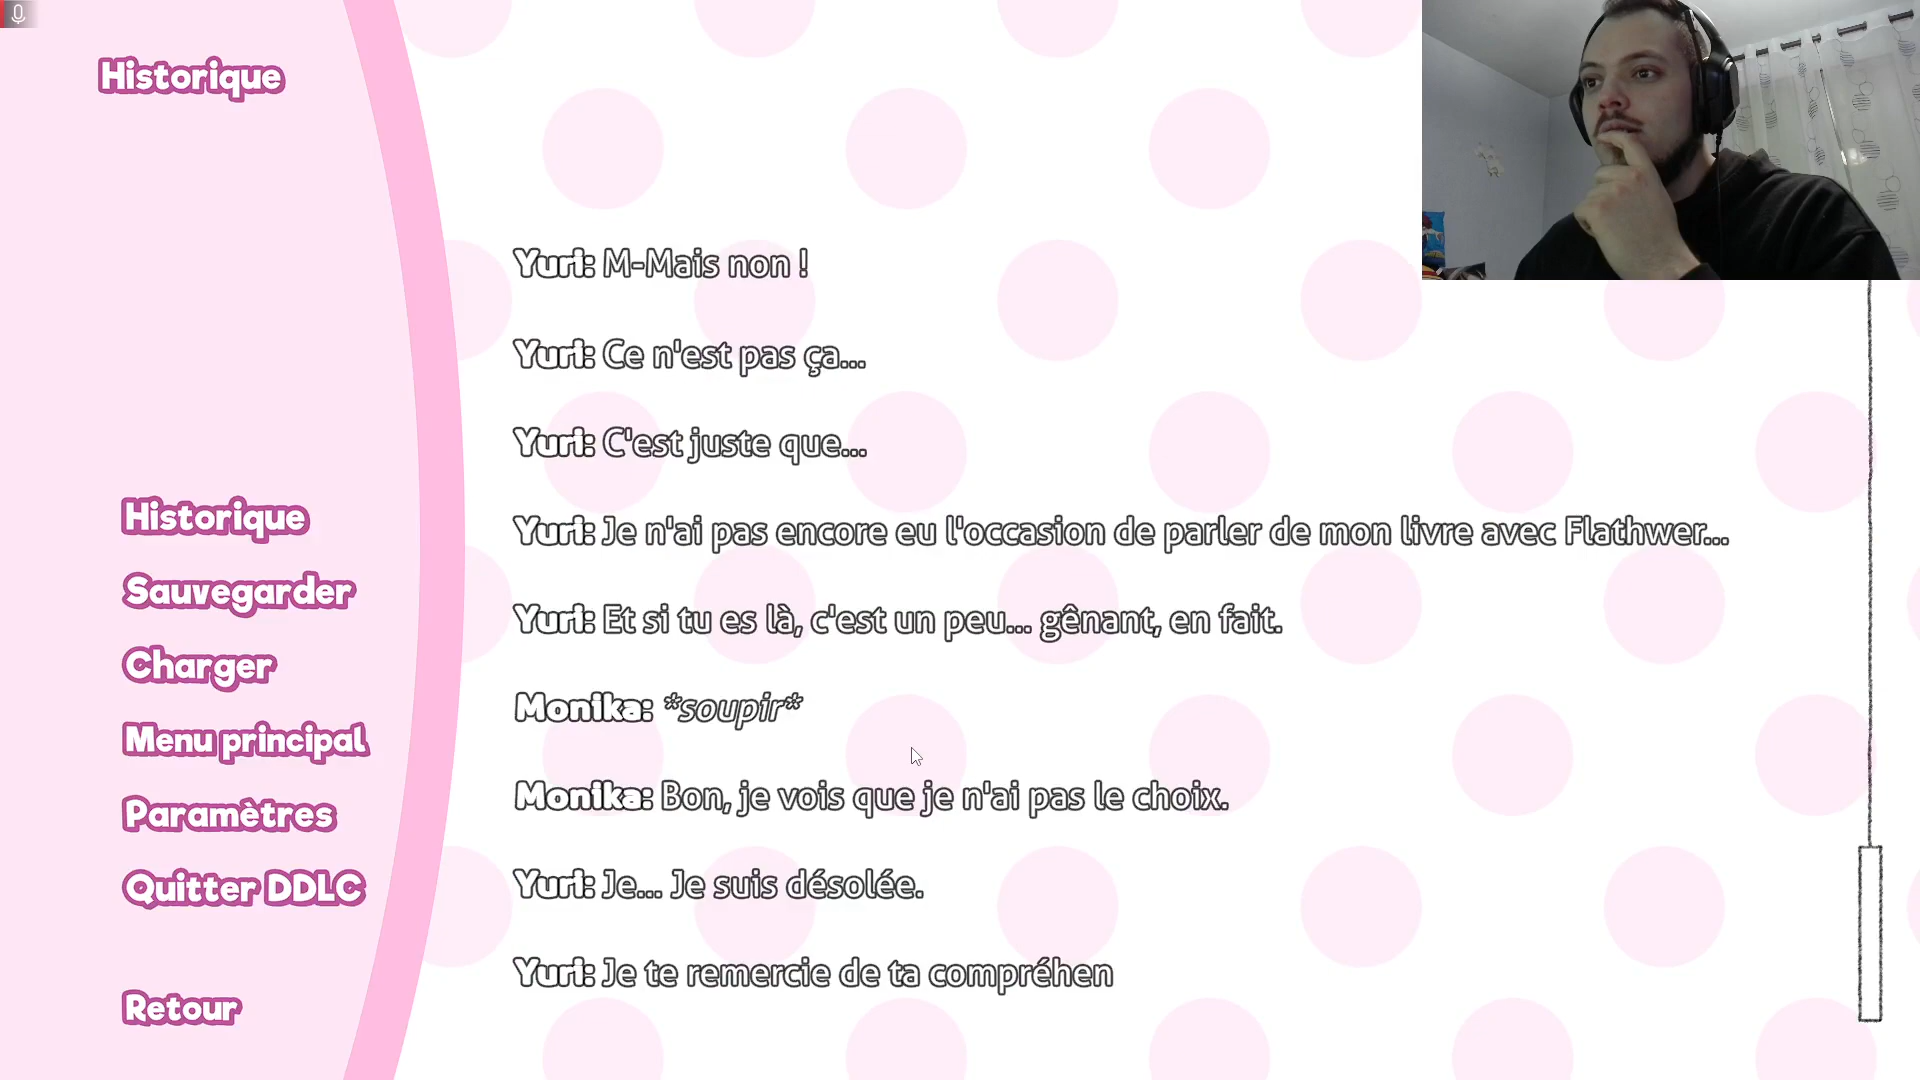 Historique
Yuri: M-Mais non !
Yuri: Ce n'est pas ça...
Yuri: C'est juste que...
Yuri: Je n'ai pas encore eu l'occasion de parler de mon livre avec Flathwer...
Yuri: Et si tu es là, c'est un peu... gênant, en fait.
Monika: *soupir*
Monika: Bon, je vois que je n'ai pas le choix.
Yuri: Je... Je suis désolée.
Yuri: Je te remercie de ta compréhen
Historique
Sauvegarder
Charger
Menu principal
Paramètres
Quitter DDLC
Retour